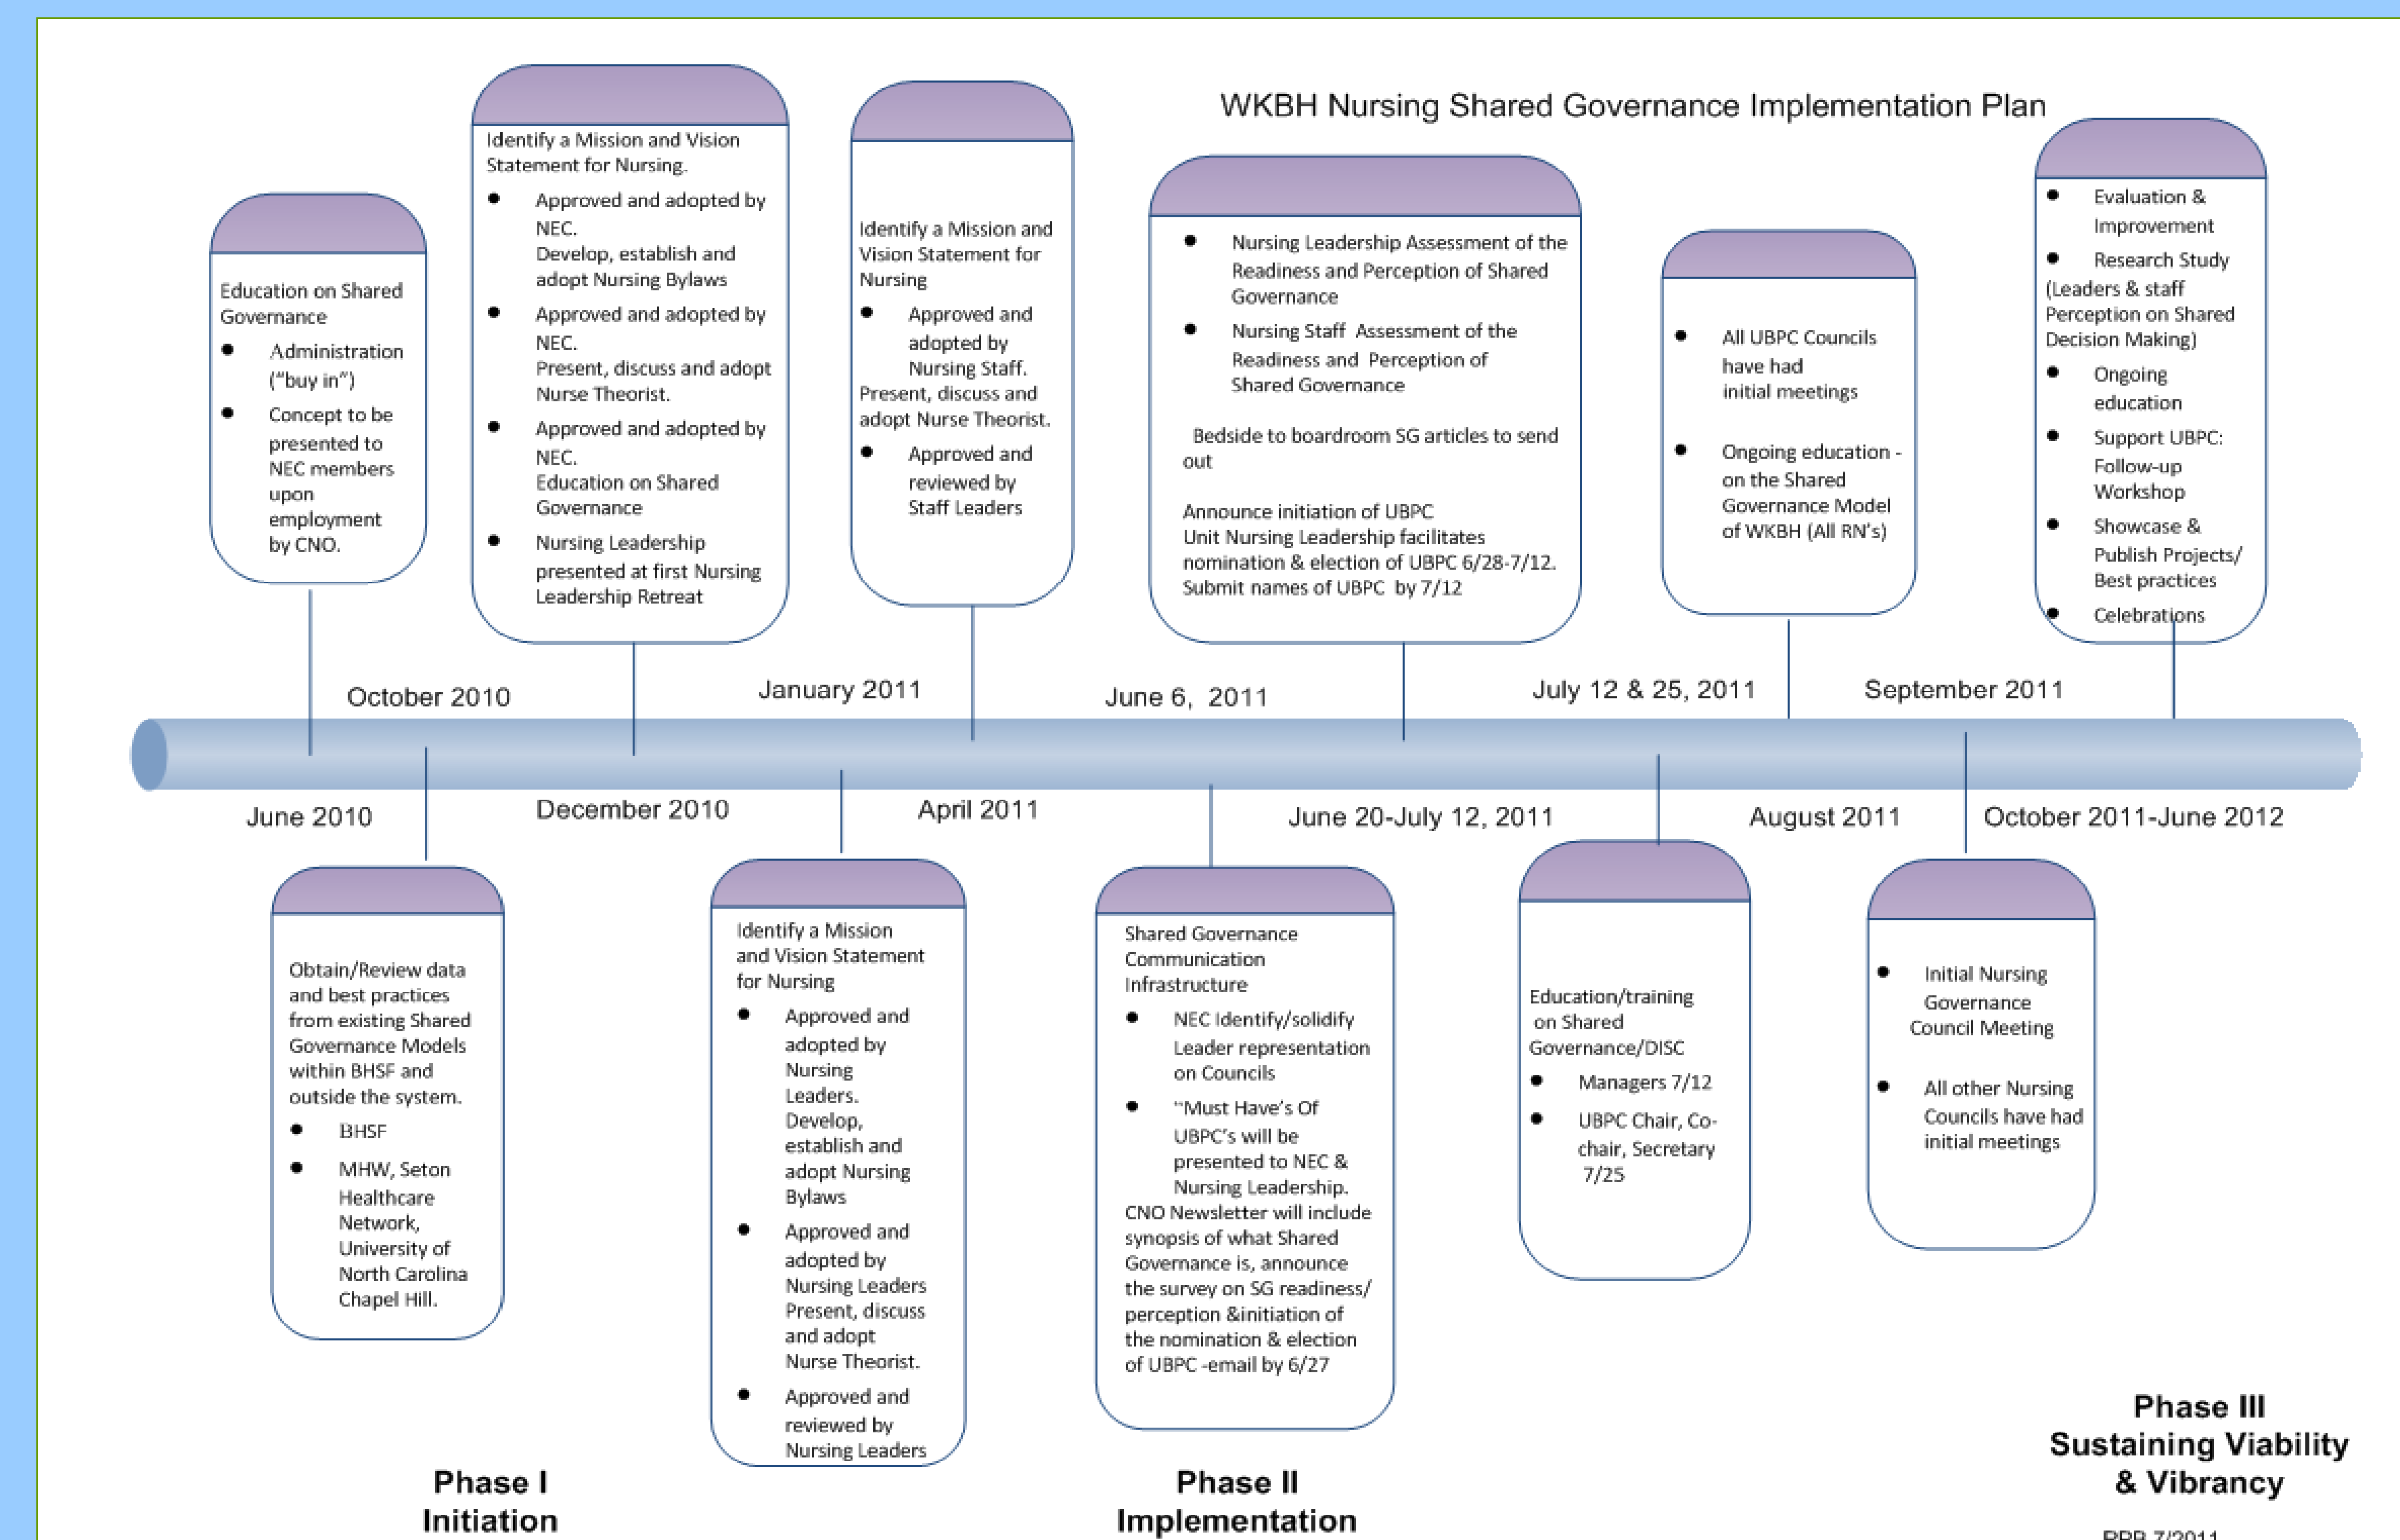 WKBH Nursing Shared Governance Implementation Plan
Education on Shared
Governance
● Administration
("buy in")
● Concept to be
presented to
NEC members
upon
employment
by CNO.
Identify a Mission and Vision
Statement for Nursing.
● Approved and adopted by
NEC.
Develop, establish and
adopt Nursing Bylaws
● Approved and adopted by
NEC.
Present, discuss and adopt
Nurse Theorist.
● Approved and adopted by
NEC.
Education on Shared
Governance
● Nursing Leadership
presented at first Nursing
Leadership Retreat
Identify a Mission and
Vision Statement for
Nursing
● Approved and
adopted by
Nursing Staff.
Present, discuss and
adopt Nurse Theorist.
● Approved and
reviewed by
Staff Leaders
● Nursing Leadership Assessment of the
Readiness and Perception of Shared
Governance
● Nursing Staff Assessment of the
Readiness and Perception of
Shared Governance
Bedside to boardroom SG articles to send
out
Announce initiation of UBPC
Unit Nursing Leadership facilitates
nomination & election of UBPC 6/28-7/12.
Submit names of UBPC by 7/12
● All UBPC Councils
have had
initial meetings
● Ongoing education -
on the Shared
Governance Model
of WKBH (All RN's)
● Evaluation &
Improvement
● Research Study
(Leaders & staff
Perception on Shared
Decision Making)
● Ongoing
education
● Support UBPC:
Follow-up
Workshop
● Showcase &
Publish Projects/
Best practices
● Celebrations
October 2010
January 2011
June 6, 2011
July 12 & 25, 2011
September 2011
June 2010
December 2010
April 2011
June 20-July 12, 2011
August 2011
October 2011-June 2012
Obtain/Review data
and best practices
from existing Shared
Governance Models
within BHSF and
outside the system.
● BHSF
● MHW, Seton
Healthcare
Network,
University of
North Carolina
Chapel Hill.
Identify a Mission
and Vision Statement
for Nursing
● Approved and
adopted by
Nursing
Leaders.
Develop,
establish and
adopt Nursing
Bylaws
● Approved and
adopted by
Nursing Leaders
Present, discuss
and adopt
Nurse Theorist.
● Approved and
reviewed by
Nursing Leaders
Shared Governance
Communication
Infrastructure
● NEC Identify/solidify
Leader representation
on Councils
● "Must Have's Of
UBPC's will be
presented to NEC &
Nursing Leadership.
CNO Newsletter will include
synopsis of what Shared
Governance is, announce
the survey on SG readiness/
perception &initiation of
the nomination & election
of UBPC -email by 6/27
Education/training
on Shared
Governance/DISC
● Managers 7/12
● UBPC Chair, Co-
chair, Secretary
7/25
● Initial Nursing
Governance
Council Meeting
● All other Nursing
Councils have had
initial meetings
Phase I
Initiation
Phase II
Implementation
Phase III
Sustaining Viability
& Vibrancy
7/2011